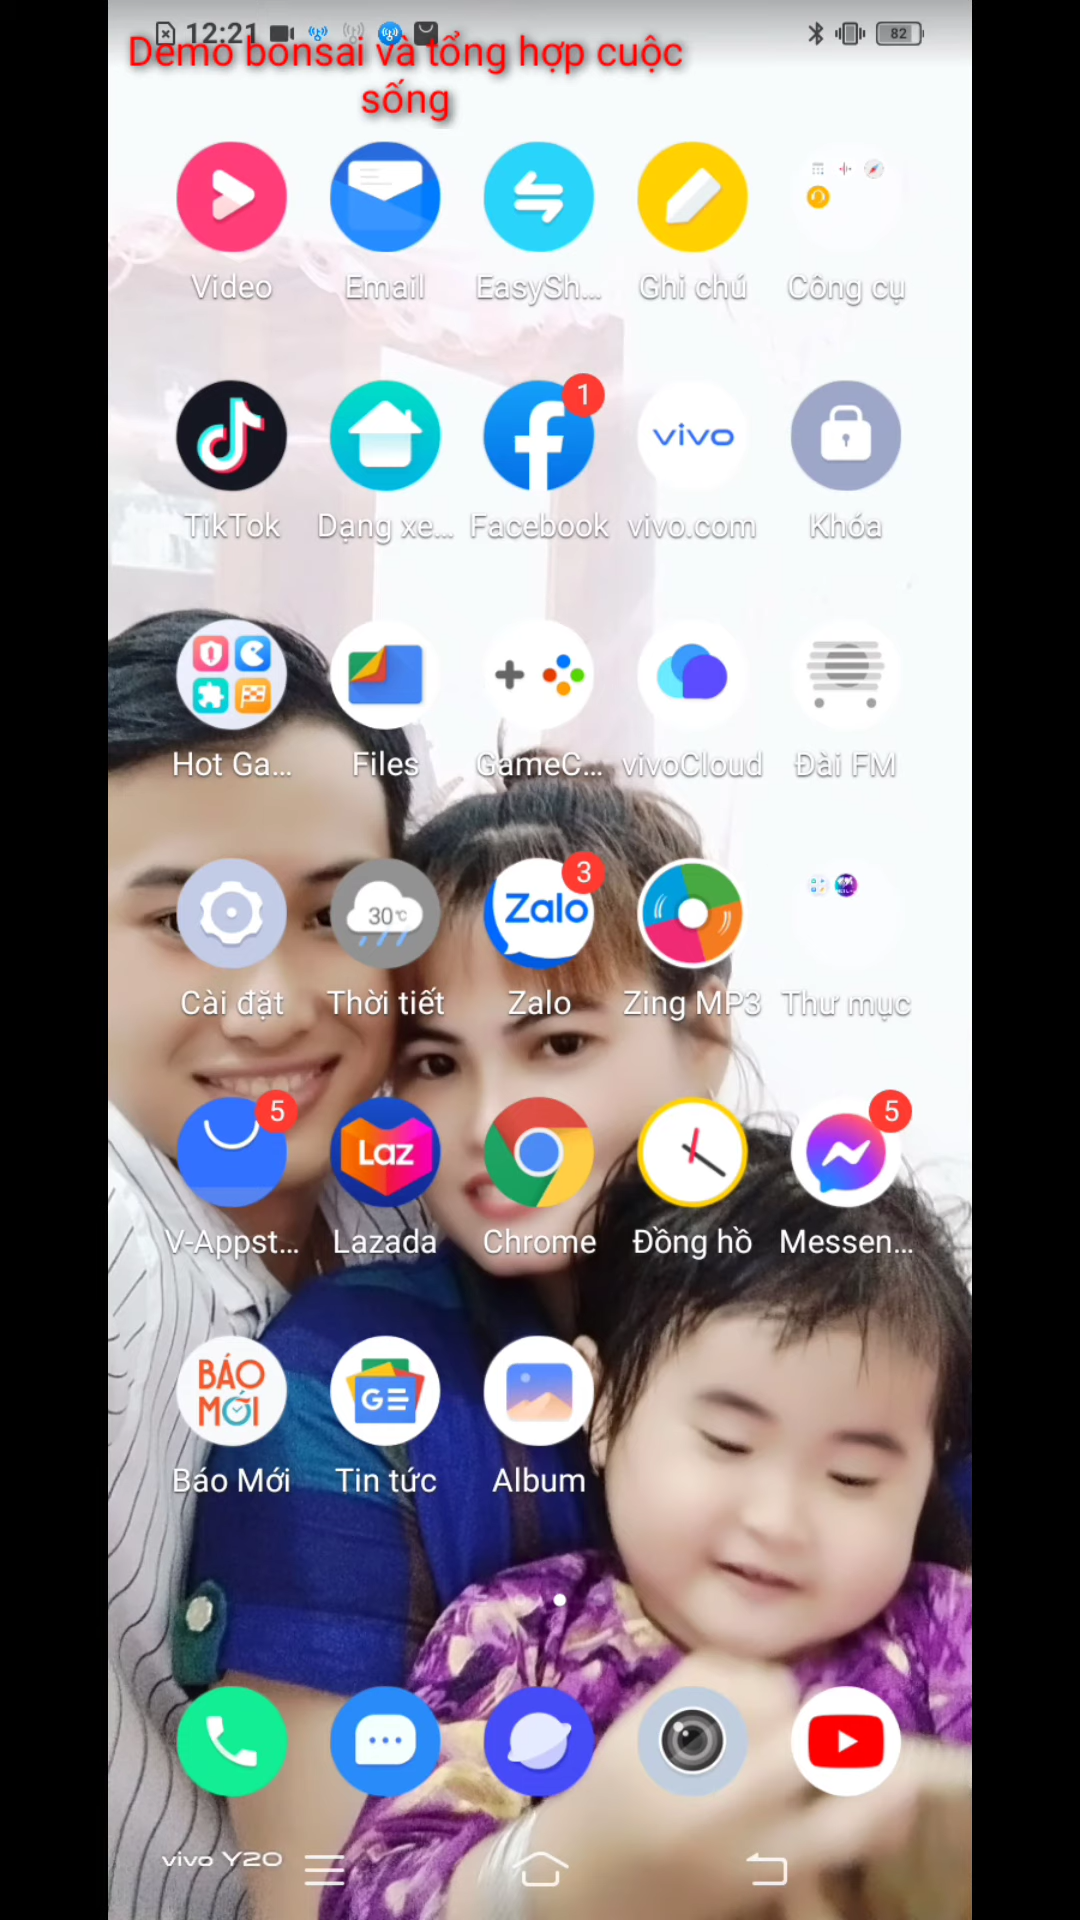 12:21
82
Demo bonsai và tổng hợp cuộc
sống
Video Email EasySh... Ghi chú Công cụ
1
vivo
TikTok Dạng xe... Facebook vivo.com Khóa
Hot Ga... Files GameC... vivoCloud Đài FM
3
30°C Zalo
Cài đặt Thời tiết Zalo Zing MP3 Thư mục
5 5
Laz
V-Appst... Lazada Chrome Đồng hồ Messen...
BÁO
MỚI
GE
Báo Mới Tin tức Album
vivo Y20